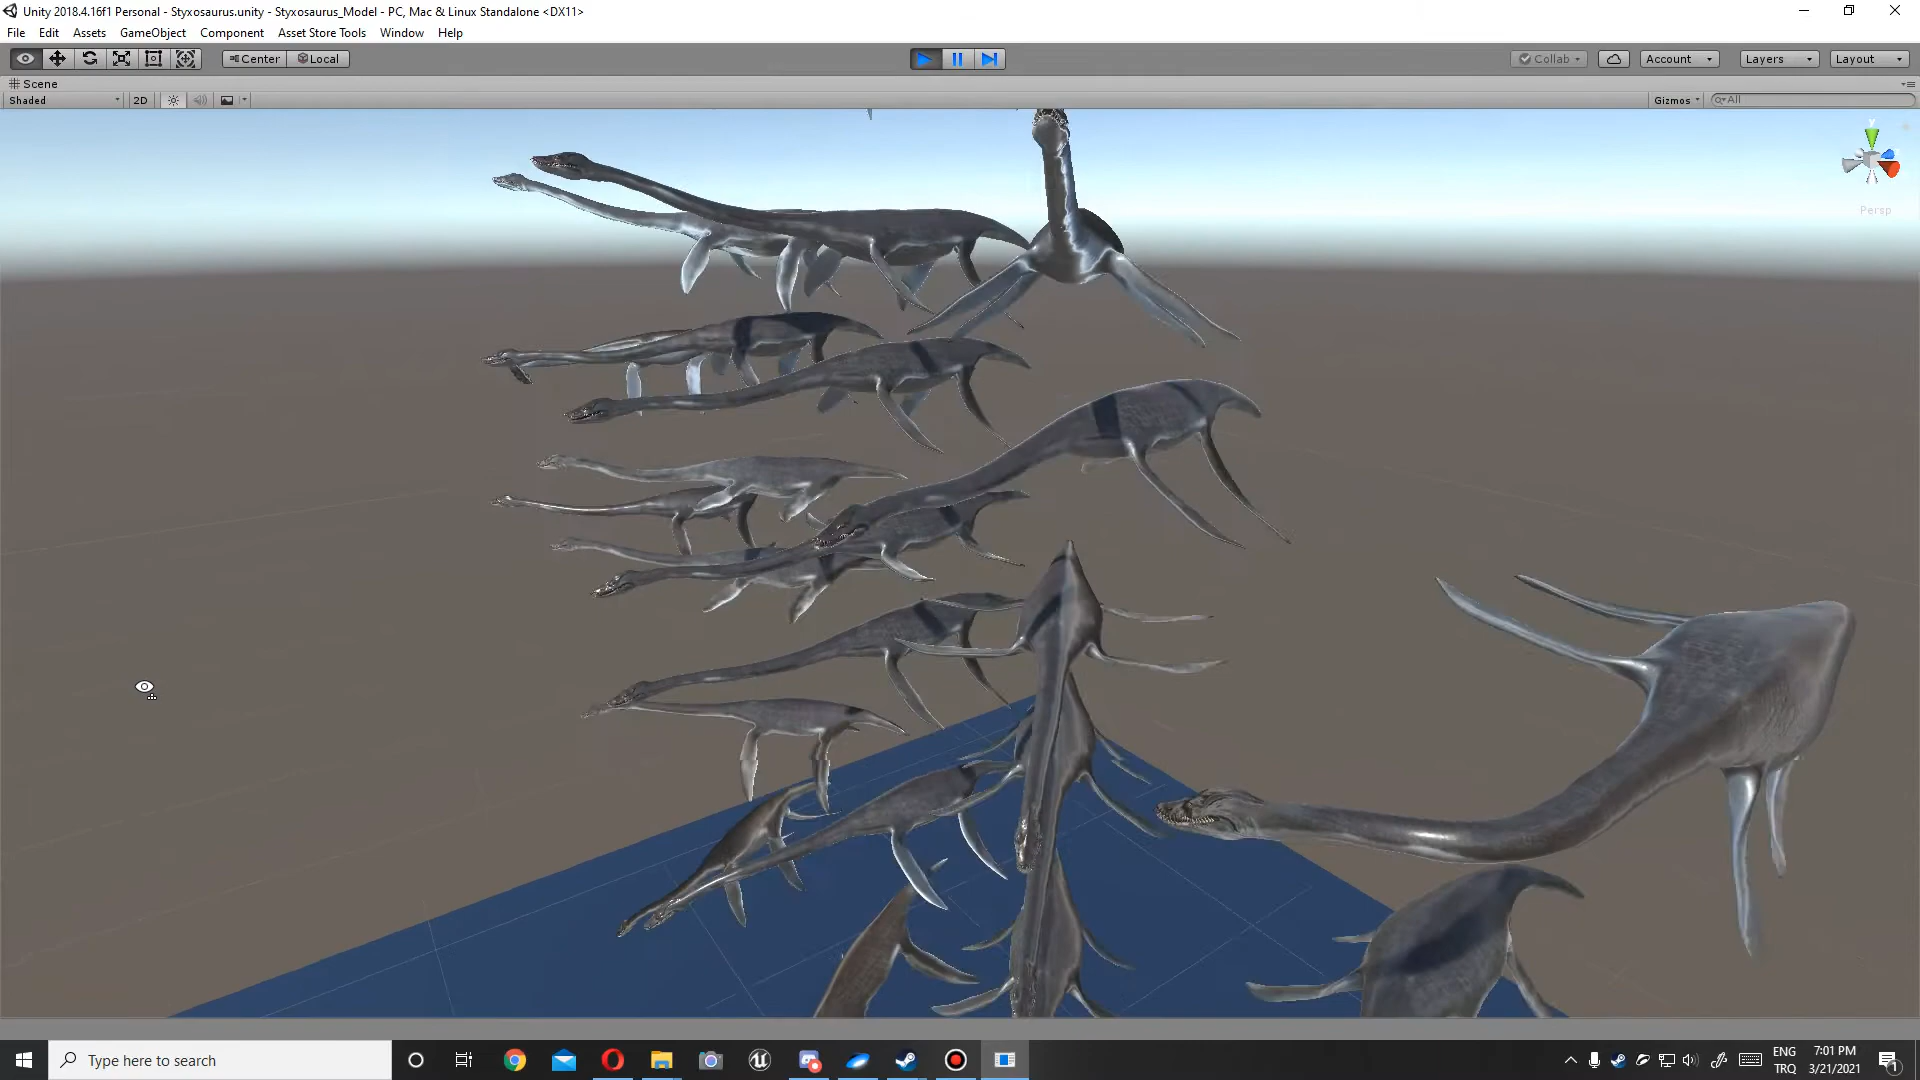 Unity 2018.4.16f1 Personal - Styxosaurus.unity - Styxosaurus_Model - PC, Mac & Linux Standalone <DX11>
File Edit Assets GameObject Component Asset Store Tools Window Help
Center Local Collab Account Layers Layout
Scene
Shaded 2D Gizmos All
y
Persp
Type here to search
ENG 7:01 PM
TRQ 3/21/2021
1